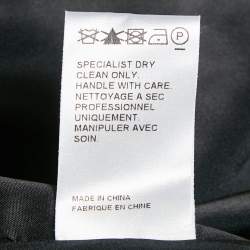 P
SPECIALIST DRY
CLEAN ONLY.
HANDLE WITH CARE.
NETTOYAGE A SEC
PROFESSIONNEL
UNIQUEMENT.
MANIPULER AVEC
SOIN.
MADE IN CHINA
FABRIQUE EN CHINE